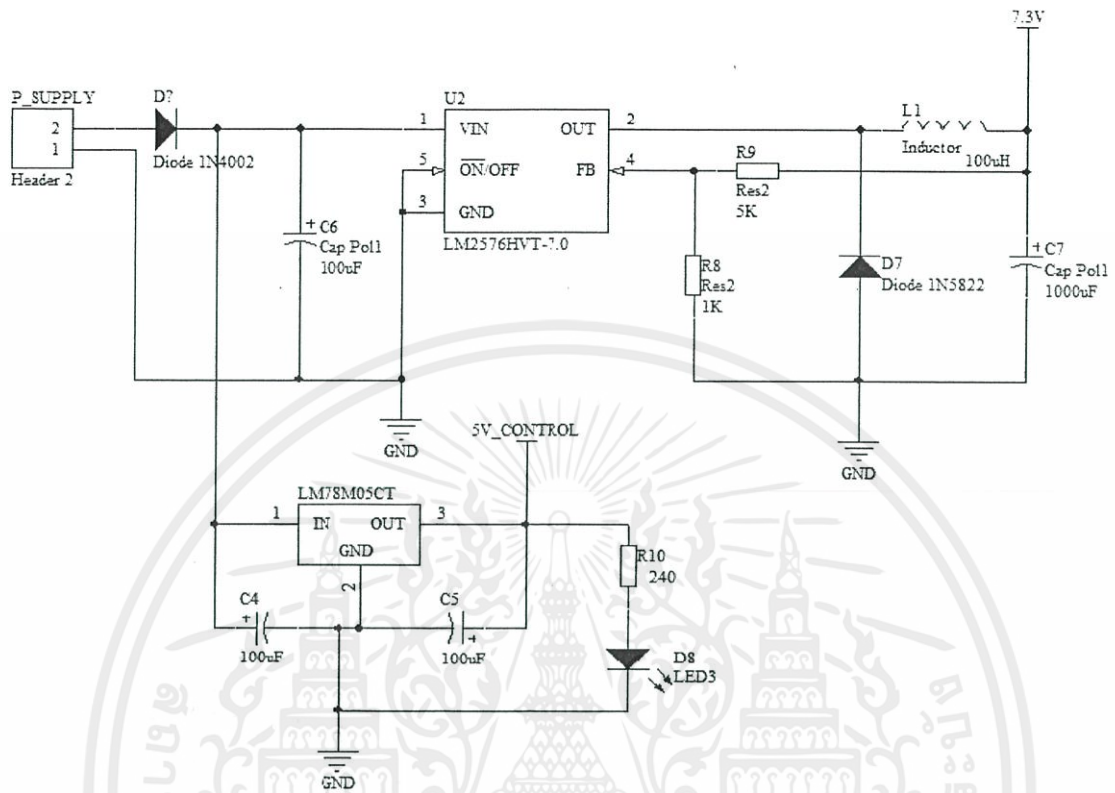 7.3V
P_SUPPLY
2
1
Header 2
D?
Diode 1N4002
U2
1
VIN
OUT
2
5
ON/OFF
FB
4
3
GND
LM2576HVT-7.0
L1
Inductor
100uH
R9
Res2
5K
C6
Cap Pol1
100uF
R8
Res2
1K
D7
Diode 1N5822
C7
Cap Pol1
1000uF
GND
GND
5V_CONTROL
LM78M05CT
1
IN
OUT
3
GND
2
R10
240
C4
100uF
C5
100uF
D8
LED3
GND